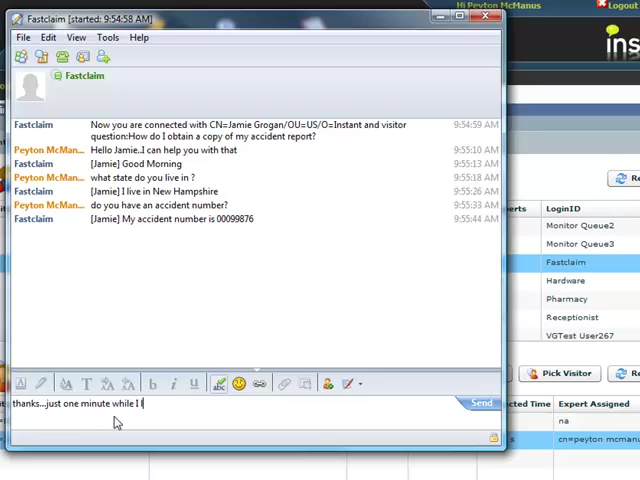 Fastclaim [started: 9:54:58 AM]
Hi Peyton McManus
Logout
File Edit View Tools Help
ins
Fastclaim
Fastclaim Now you are connected with CN=Jamie Grogan/OU=US/O=Instant and visitor 9:54:59 AM
question:How do I obtain a copy of my accident report?
Peyton McMan... Hello Jamie..I can help you with that 9:55:10 AM
Fastclaim [Jamie] Good Morning 9:55:13 AM
Peyton McMan... what state do you live in ? 9:55:18 AM
Fastclaim [Jamie] I live in New Hampshire 9:55:26 AM
Peyton McMan... do you have an accident number? 9:55:33 AM
Fastclaim [Jamie] My accident number is 00099876 9:55:44 AM
Re
perts LoginID
Monitor Queue2
Monitor Queue3
Fastclaim
Hardware
Pharmacy
Receptionist
VGTest User267
Pick Visitor Re
cted Time Expert Assigned
na
s cn=peyton mcmanu
abc
thanks...just one minute while I l
Send